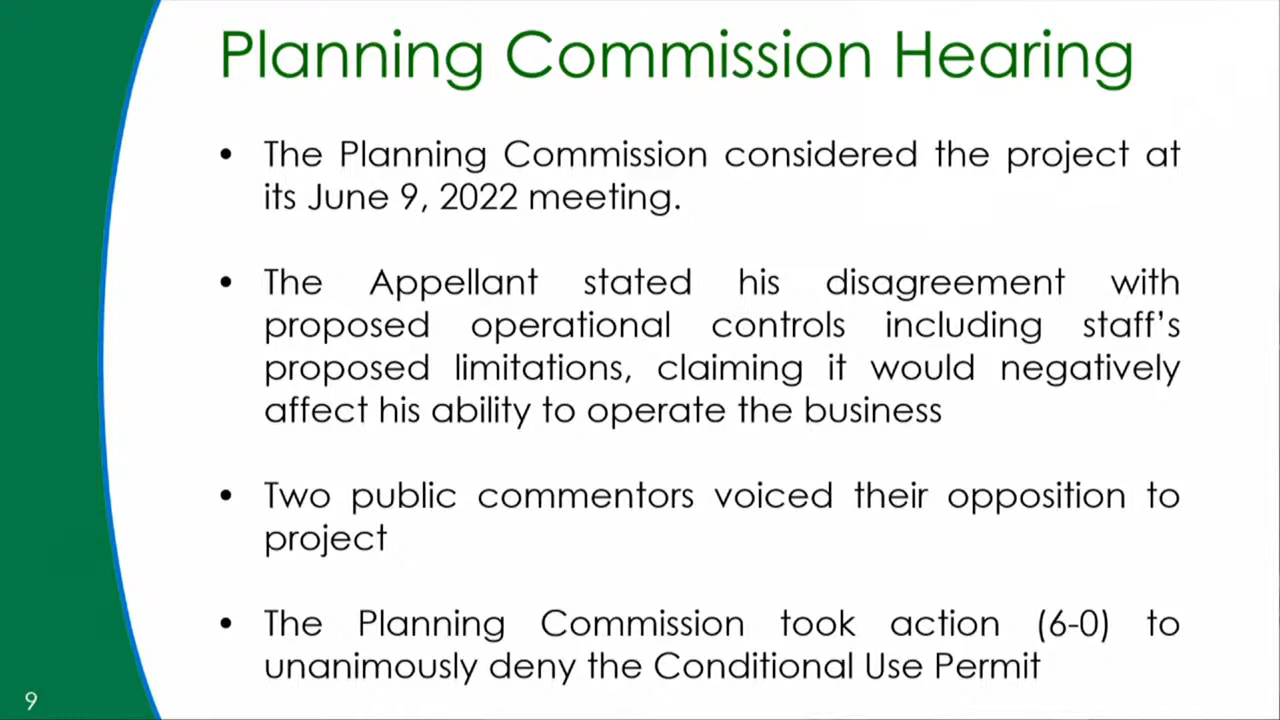 Planning Commission Hearing
• The Planning Commission considered the project at
its June 9, 2022 meeting.
• The Appellant stated his disagreement with
proposed operational controls including staff's
proposed limitations, claiming it would negatively
affect his ability to operate the business
• Two public commentors voiced their opposition to
project
• The Planning Commission took action (6-0) to
unanimously deny the Conditional Use Permit
9